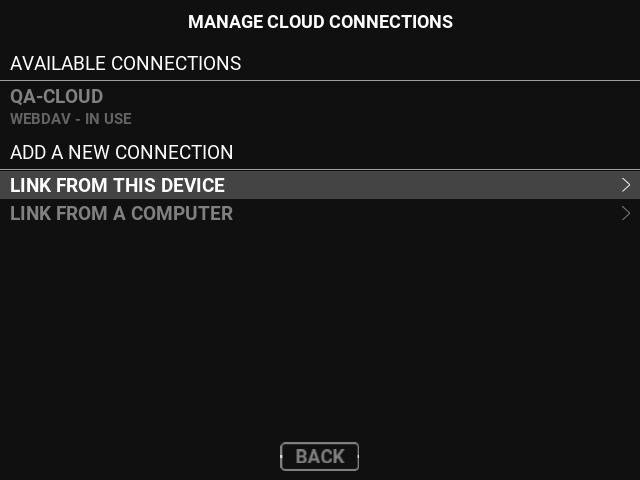 MANAGE CLOUD CONNECTIONS
AVAILABLE CONNECTIONS
QA-CLOUD
WEBDAV - IN USE
ADD A NEW CONNECTION
LINK FROM THIS DEVICE
LINK FROM A COMPUTER
BACK